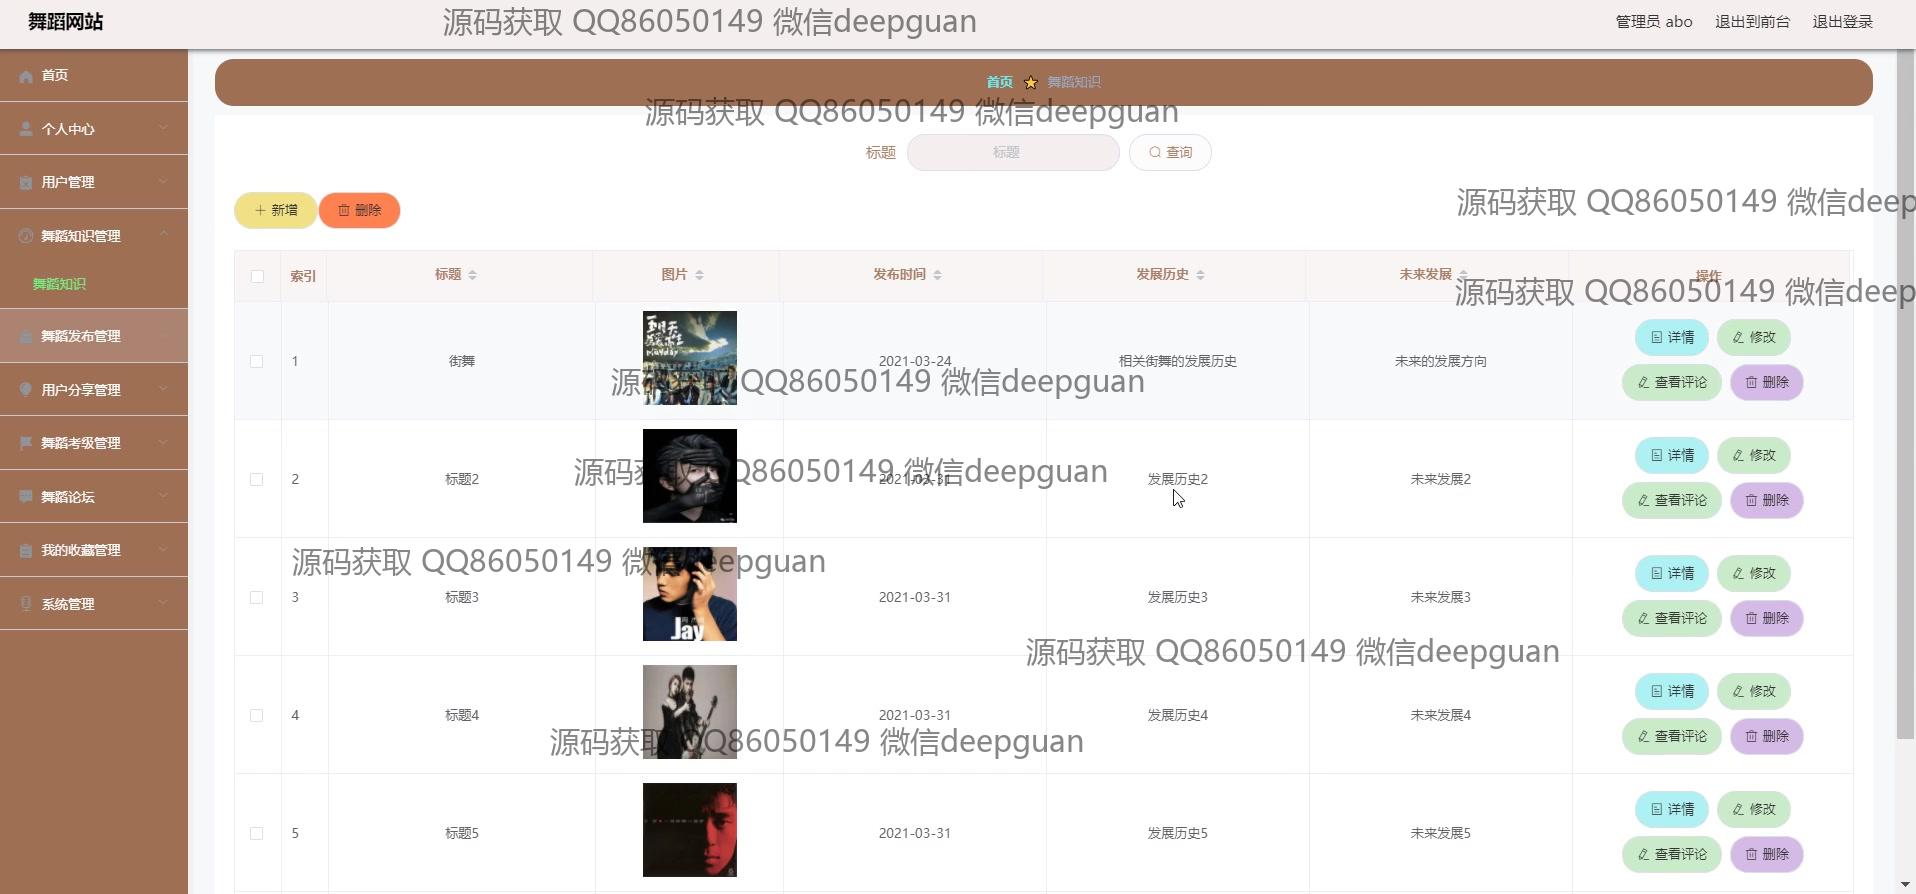 舞蹈网站
源码获取 QQ86050149 微信deepguan
管理员 abo 退出到前台 退出登录
首页
个人中心
用户管理
舞蹈知识管理
舞蹈知识
舞蹈发布管理
用户分享管理
舞蹈考级管理
舞蹈论坛
我的收藏管理
系统管理
首页 舞蹈知识
源码获取 QQ86050149 微信deepguan
标题 标题 查询
源码获取 QQ86050149 微信deep
新增 删除
索引 标题 图片 发布时间 发展历史 未来发展 操作
源码获取 QQ86050149 微信deep
1 街舞 2021-03-24 相关街舞的发展历史 未来的发展方向 详情 修改
查看评论 删除
QQ86050149 微信deepguan
2 标题2 2021-03-31 发展历史2 未来发展2 详情 修改
查看评论 删除
86050149 微信deepguan
源码获取 QQ86050149 微信deepguan
3 标题3 Jay 2021-03-31 发展历史3 未来发展3 详情 修改
查看评论 删除
源码获取 QQ86050149 微信deepguan
4 标题4 2021-03-31 发展历史4 未来发展4 详情 修改
查看评论 删除
源码获取 QQ86050149 微信deepguan
5 标题5 2021-03-31 发展历史5 未来发展5 详情 修改
查看评论 删除